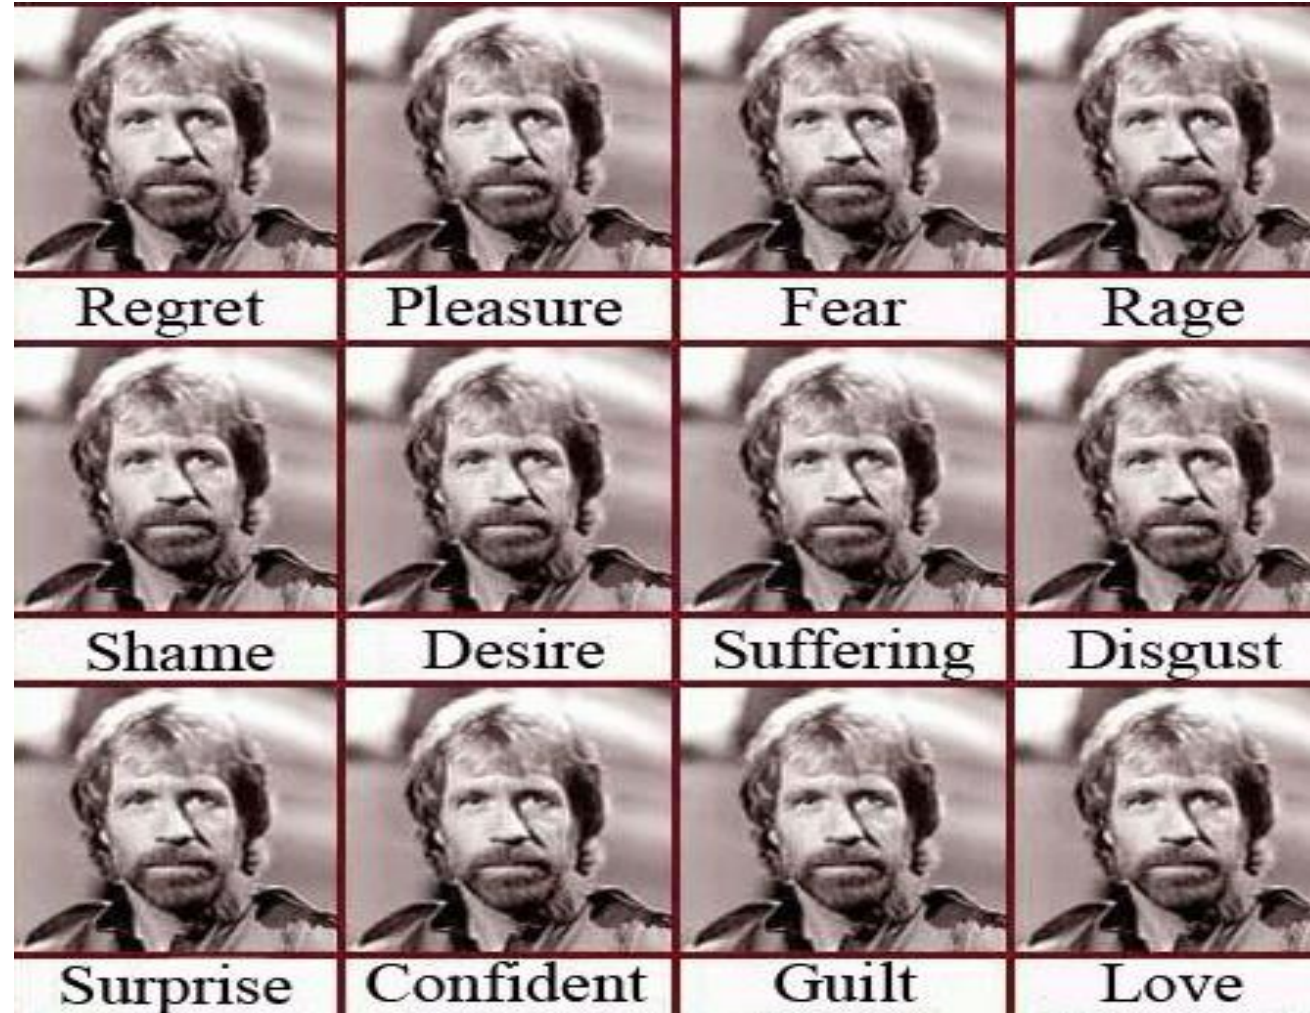 Regret Pleasure Fear Rage
Shame Desire Suffering Disgust
Surprise Confident Guilt Love